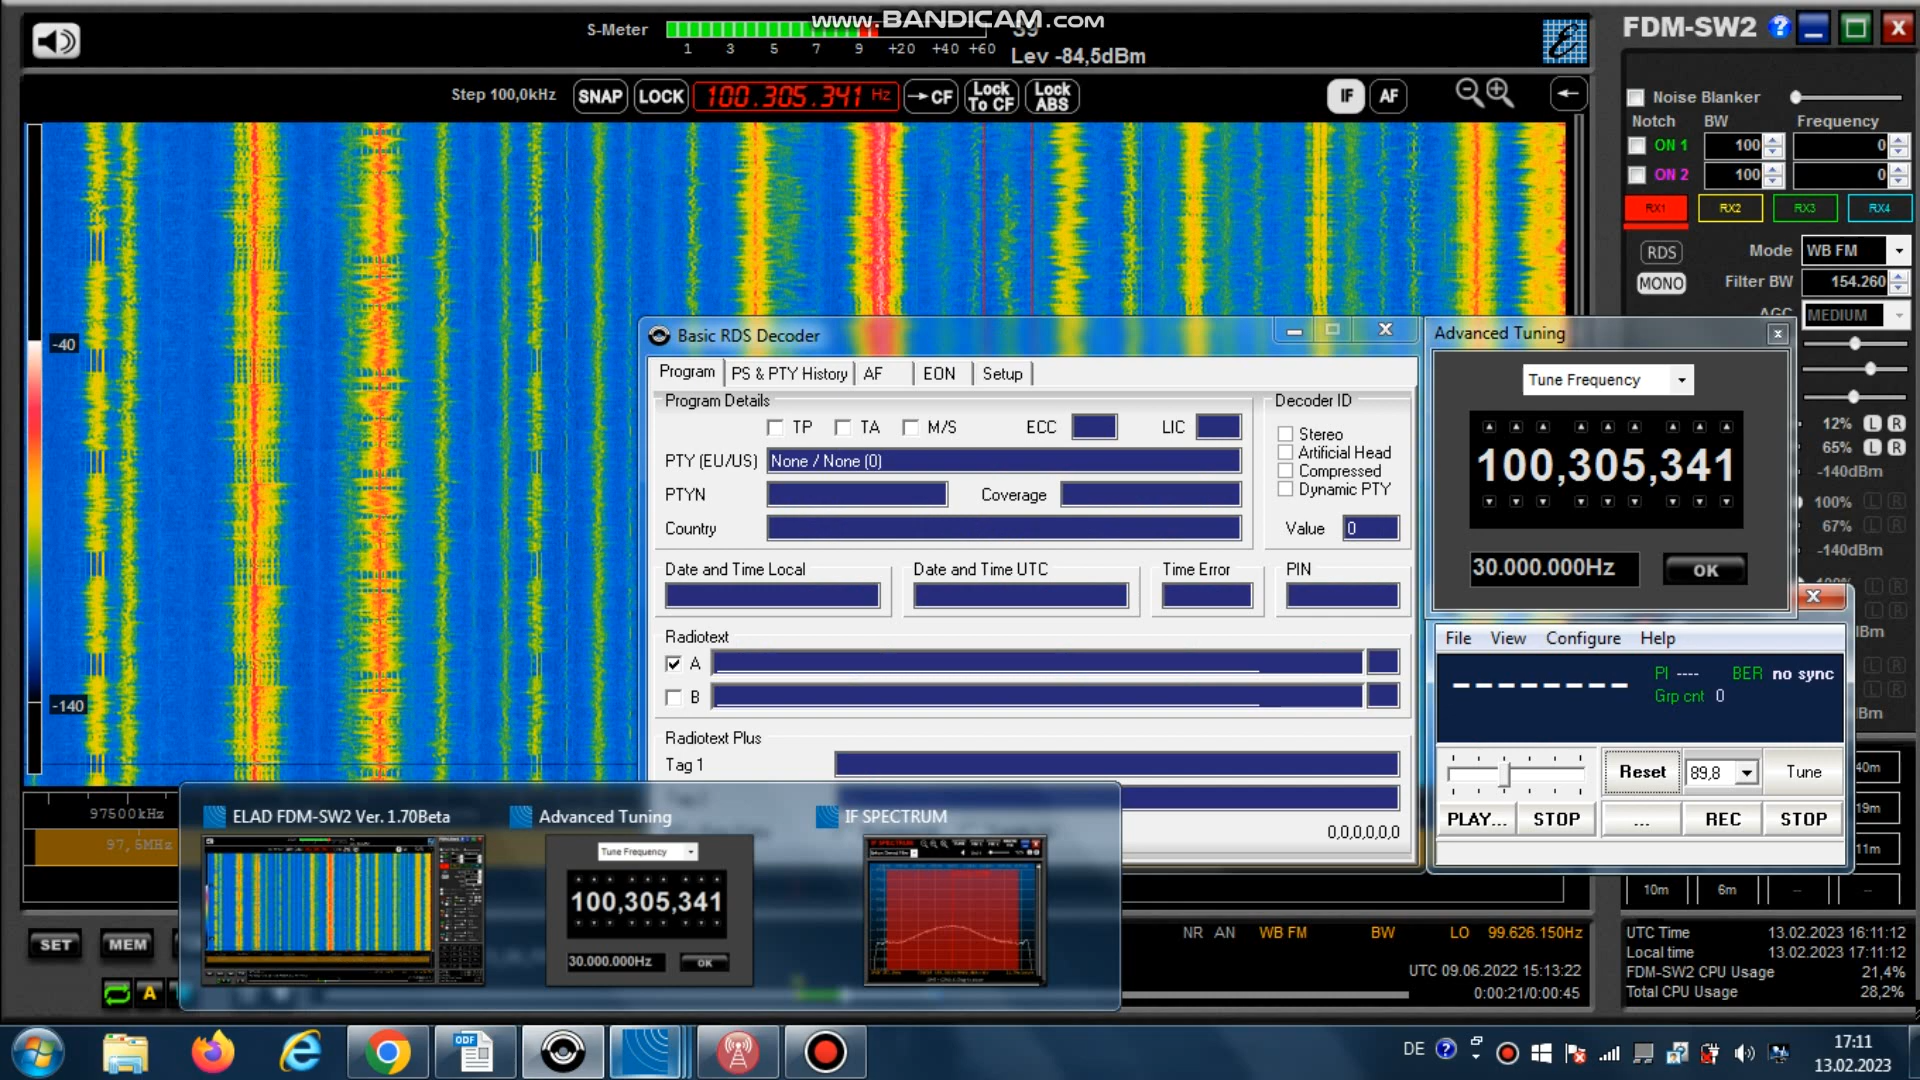 www.BANDICAM.com
S-Meter
1 3 5 7 9 +20 +40 +60
S9
Lev -84,5dBm
FDM-SW2
Step 100,0kHz
SNAP
LOCK
100.305.341 Hz
→CF
Lock To CF
Lock ABS
IF
AF
Noise Blanker
Notch BW Frequency
ON 1 100 0
ON 2 100 0
RX1 RX2 RX3 RX4
RDS
Mode WB FM
MONO
Filter BW 154.260
AGC MEDIUM
-40
-140
Basic RDS Decoder
Program
PS & PTY History
AF
EON
Setup
Program Details
TP TA M/S ECC LIC
PTY (EU/US) None / None (0)
PTYN
Coverage
Country
Decoder ID
Stereo
Artificial Head
Compressed
Dynamic PTY
Value 0
Date and Time Local
Date and Time UTC
Time Error
PIN
Radiotext
A
B
Radiotext Plus
Tag 1
0,0,0,0,0,0
Advanced Tuning
Tune Frequency
100,305,341
30.000.000Hz
OK
12% L R
65% L R
-140dBm
100% L R
67% L R
-140dBm
File View Configure Help
--------
PI ---- BER no sync
Grp cnt 0
Reset
89,8
Tune
PLAY...
STOP
...
REC
STOP
97500kHz
97,5MHz
ELAD FDM-SW2 Ver. 1.70Beta
Advanced Tuning
IF SPECTRUM
Tune Frequency
100,305,341
30.000.000Hz
OK
40m
19m
11m
10m 6m -- --
SET
MEM
A
NR AN WB FM BW LO 99.626.150Hz
UTC 09.06.2022 15:13:22
0:00:21/0:00:45
UTC Time 13.02.2023 16:11:12
Local time 13.02.2023 17:11:12
FDM-SW2 CPU Usage 21,4%
Total CPU Usage 28,2%
ODF
DE
17:11
13.02.2023